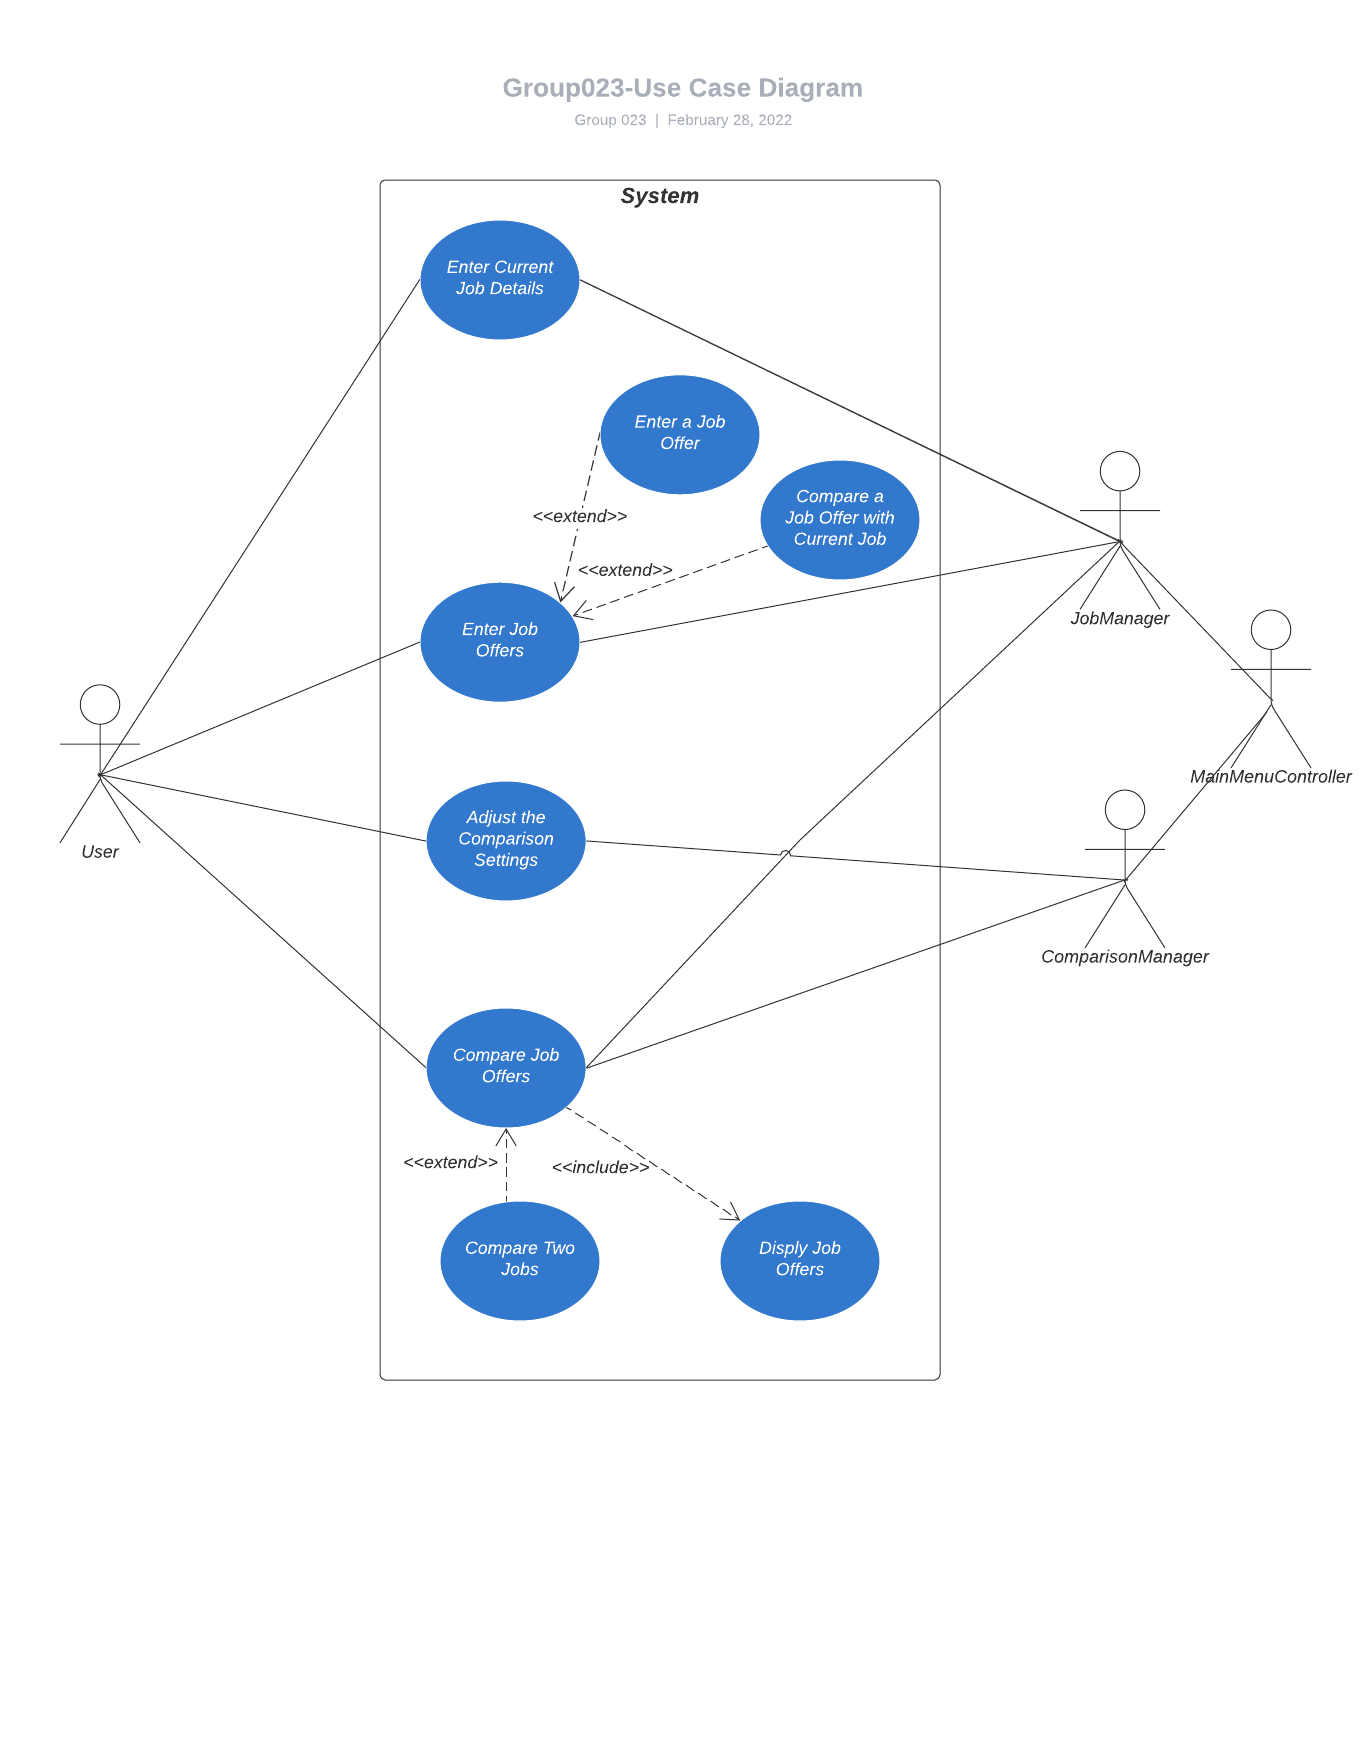 Group023-Use Case Diagram
Group 023 | February 28, 2022
System
Enter Current
Job Details
Enter a Job
Offer
Compare a
Job Offer with
Current Job
<<extend>>
<<extend>>
Enter Job
Offers
JobManager
MainMenuController
Adjust the
Comparison
Settings
User
ComparisonManager
Compare Job
Offers
<<extend>>
<<include>>
Compare Two
Jobs
Disply Job
Offers